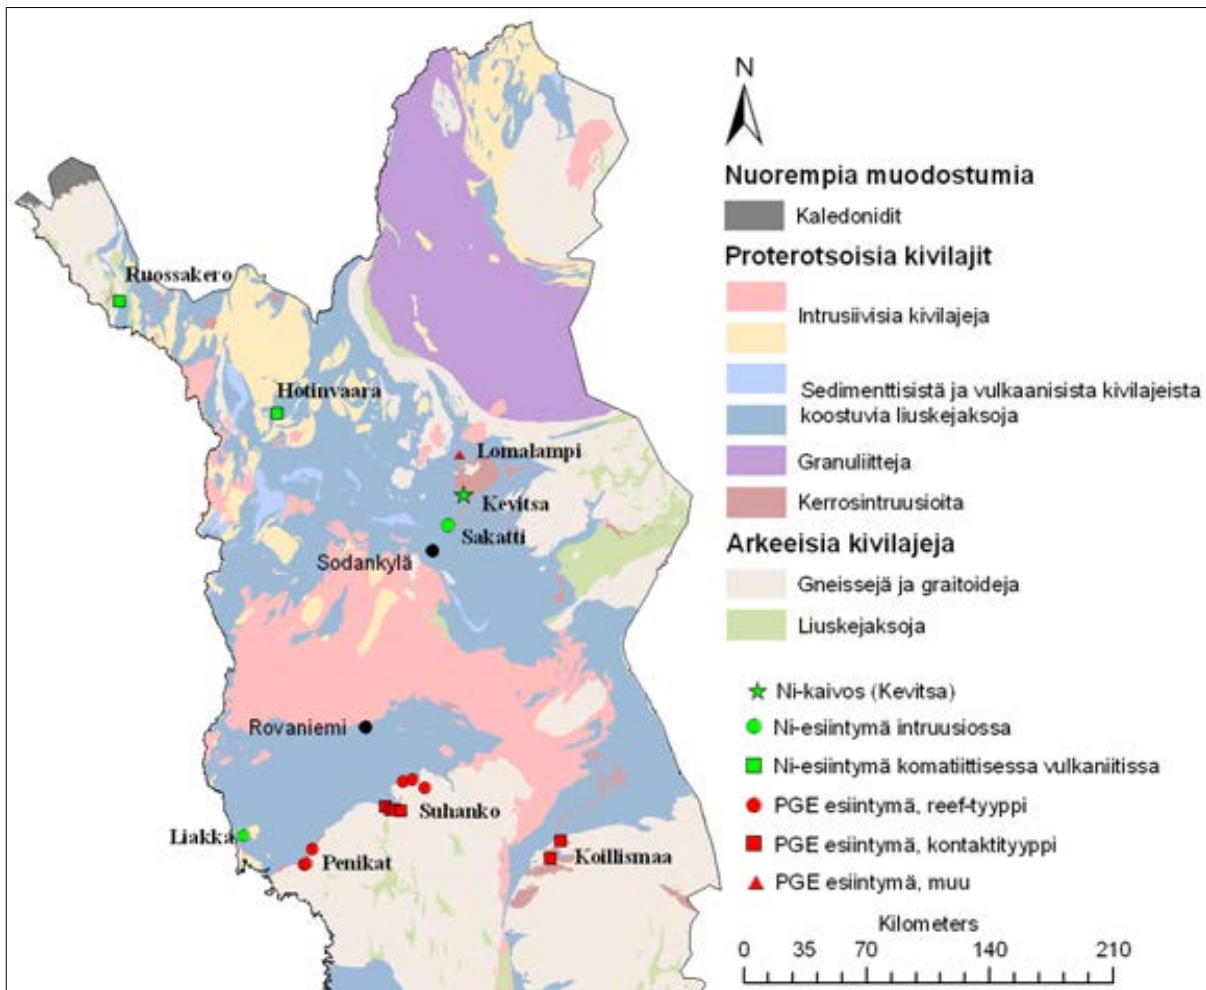 Ruossakero
Hotinvaara
Lomalampi
Kevitsa
Sakatti
Sodankylä
Rovaniemi
Suhanko
Liakka
Penikat
Koillismaa
N
Nuorempia muodostumia
Kaledonidit
Proterotsoisia kivilajit
Intrusiivisia kivilajeja
Sedimenttisistä ja vulkaanisista kivilajeista
koostuvia liuskejaksoja
Granuliitteja
Kerrosintruusioita
Arkeeisia kivilajeja
Gneissejä ja graitoideja
Liuskejaksoja
Ni-kaivos (Kevitsa)
Ni-esiintymä intruusiossa
Ni-esiintymä komatiittisessa vulkaniitissa
PGE esiintymä, reef-tyyppi
PGE esiintymä, kontaktityyppi
PGE esiintymä, muu
Kilometers
0 35 70 140 210